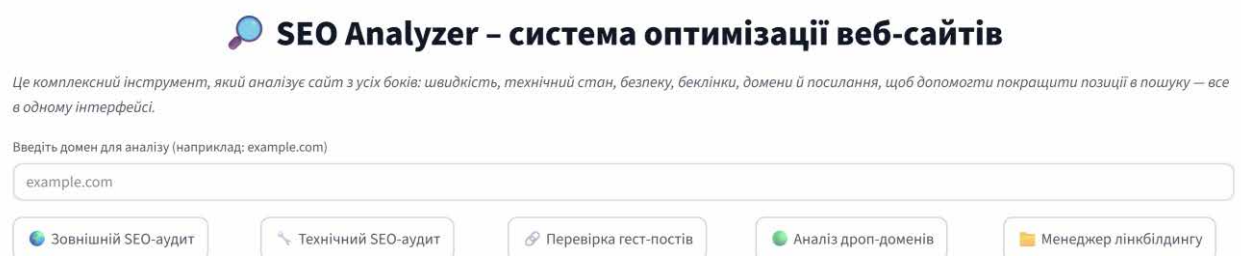 SEO Analyzer – система оптимізації веб-сайтів
Це комплексний інструмент, який аналізує сайт з усіх боків: швидкість, технічний стан, безпеку, беклінки, домени й посилання, щоб допомогти покращити позиції в пошуку — все
в одному інтерфейсі.
Введіть домен для аналізу (наприклад: example.com)
example.com
Зовнішній SEO-аудит
Технічний SEO-аудит
Перевірка гест-постів
Аналіз дроп-доменів
Менеджер лінкбілдингу